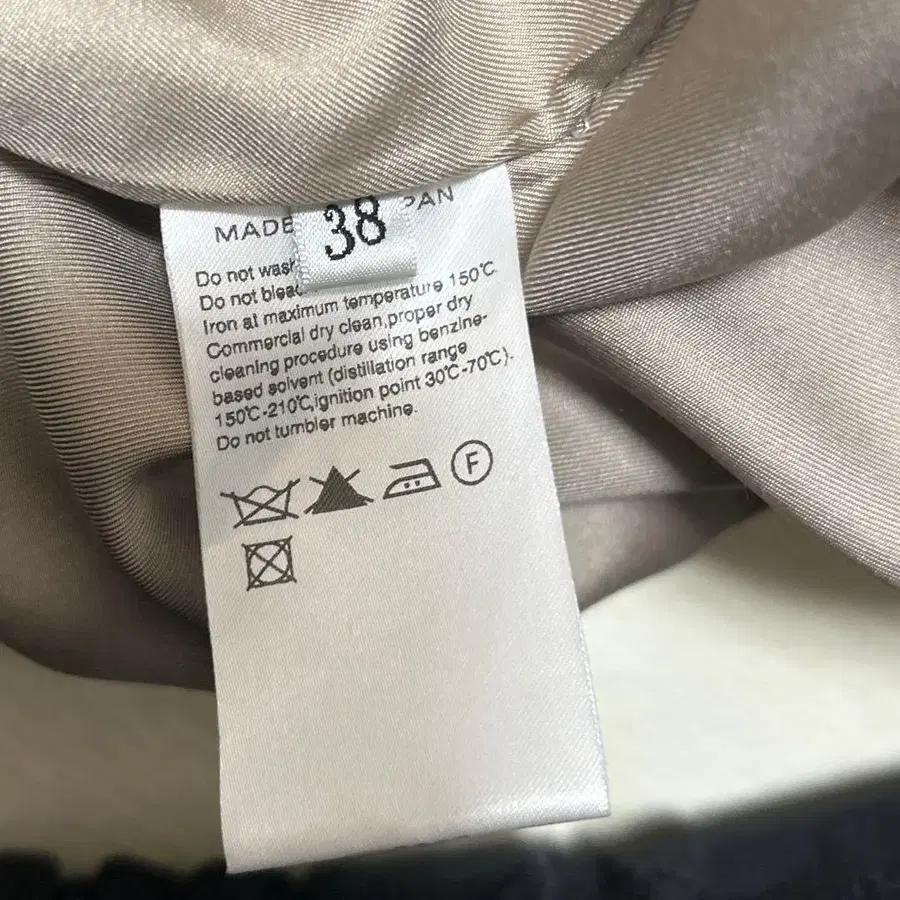 MADE
38
PAN
Do not wash
Do not bleac
Iron at maximum temperature 150℃
Commercial dry clean,proper dry
cleaning procedure using benzine-
based solvent (distillation range
150℃-210℃,ignition point 30℃-70℃).
Do not tumbler machine.
F